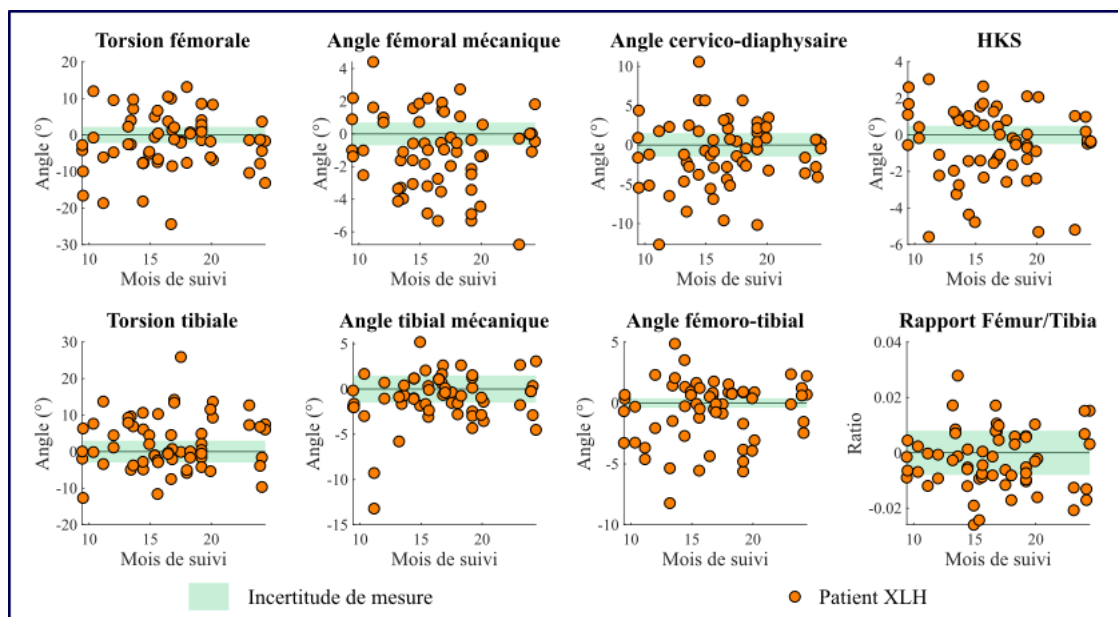 Torsion fémorale
Angle fémoral mécanique
Angle cervico-diaphysaire
HKS
20
10
0
-10
-20
-30
Angle (°)
10 15 20
Mois de suivi
4
2
0
-2
-4
-6
Angle (°)
10 15 20
Mois de suivi
10
5
0
-5
-10
Angle (°)
10 15 20
Mois de suivi
4
2
0
-2
-4
-6
Angle (°)
10 15 20
Mois de suivi
Torsion tibiale
Angle tibial mécanique
Angle fémoro-tibial
Rapport Fémur/Tibia
30
20
10
0
-10
-20
Angle (°)
10 15 20
Mois de suivi
5
0
-5
-10
-15
Angle (°)
10 15 20
Mois de suivi
5
0
-5
-10
Angle (°)
10 15 20
Mois de suivi
0.04
0.02
0
-0.02
Ratio
10 15 20
Mois de suivi
Incertitude de mesure
Patient XLH